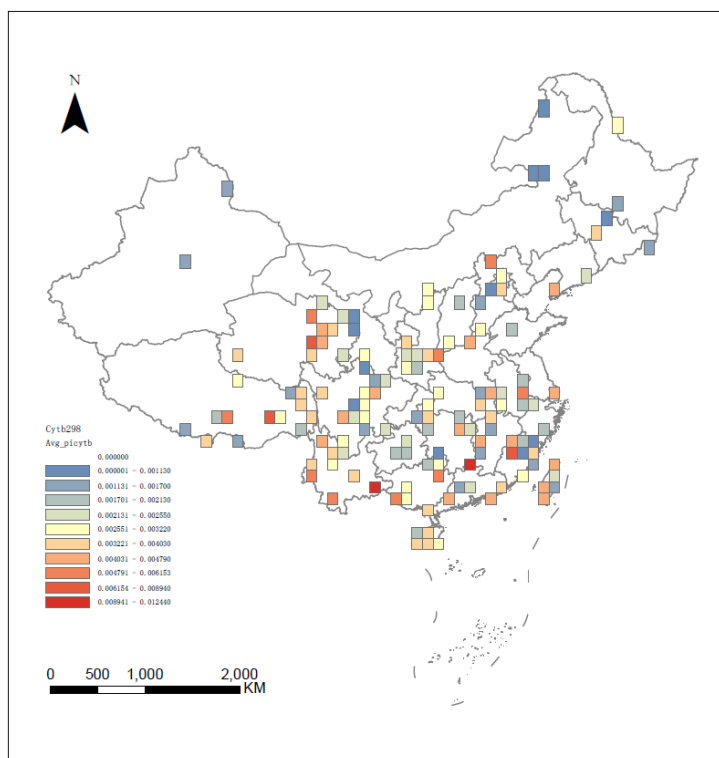 N
Cytb298
Avg_picytb
0.000000
0.000001 - 0.001130
0.001131 - 0.001700
0.001701 - 0.002130
0.002131 - 0.002550
0.002551 - 0.003220
0.003221 - 0.004030
0.004031 - 0.004790
0.004791 - 0.006153
0.006154 - 0.008940
0.008941 - 0.012440
0 500 1,000 2,000
KM